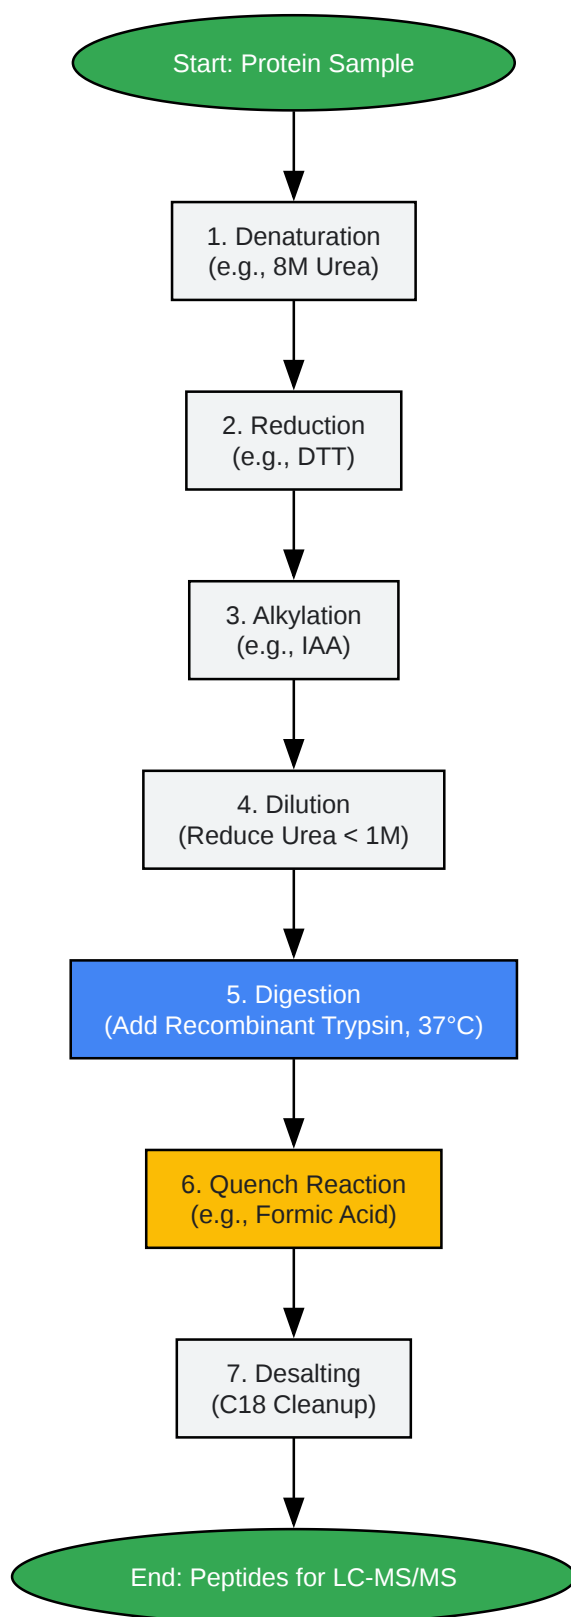 Start: Protein Sample
1. Denaturation
(e.g., 8M Urea)
2. Reduction
(e.g., DTT)
3. Alkylation
(e.g., IAA)
4. Dilution
(Reduce Urea < 1M)
5. Digestion
(Add Recombinant Trypsin, 37°C)
6. Quench Reaction
(e.g., Formic Acid)
7. Desalting
(C18 Cleanup)
End: Peptides for LC-MS/MS